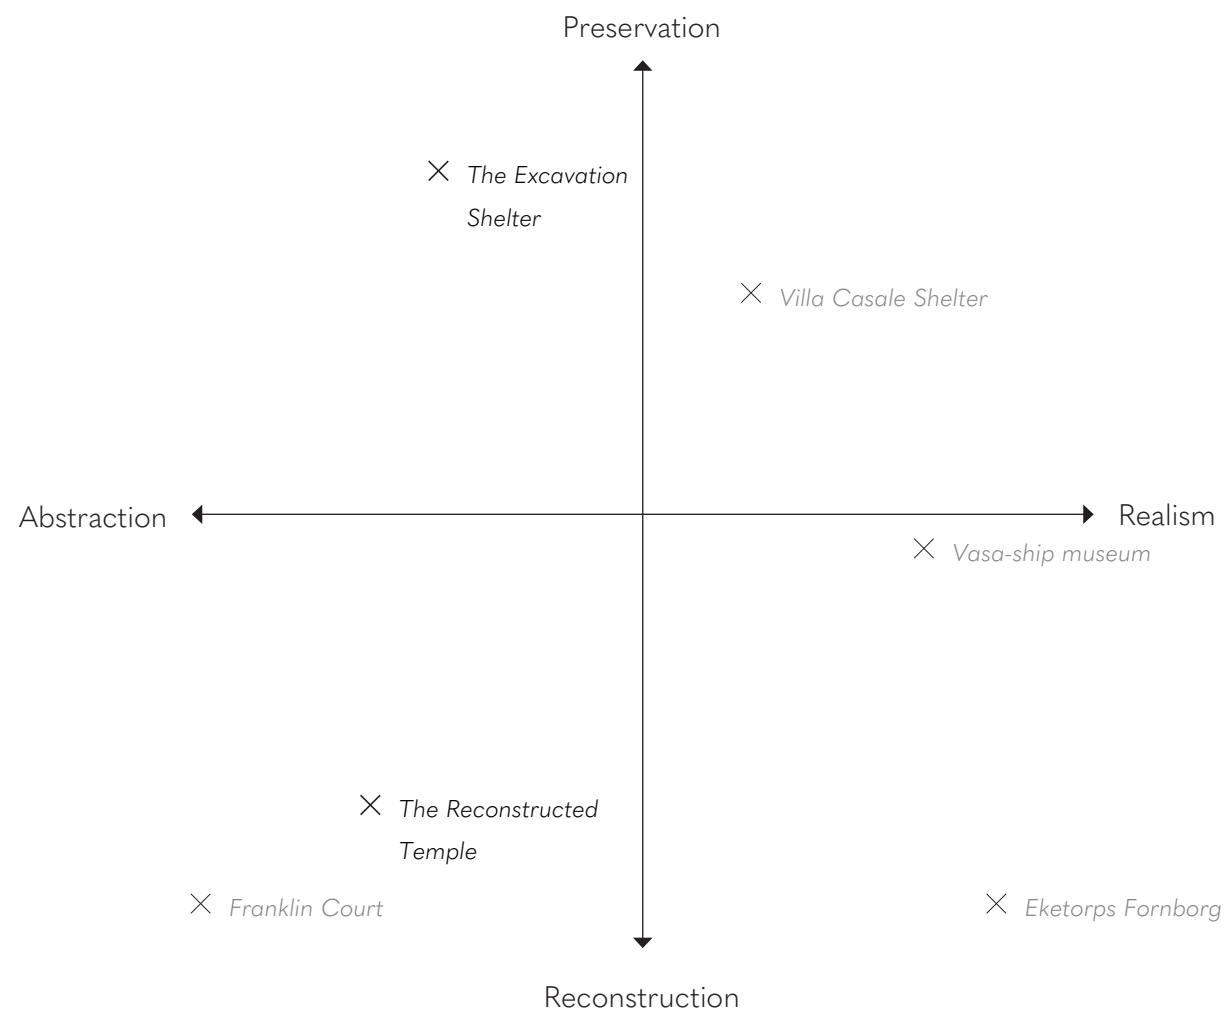 Preservation
The Excavation
Shelter
Villa Casale Shelter
Abstraction
Realism
Vasa-ship museum
The Reconstructed
Temple
Franklin Court
Eketorps Fornborg
Reconstruction